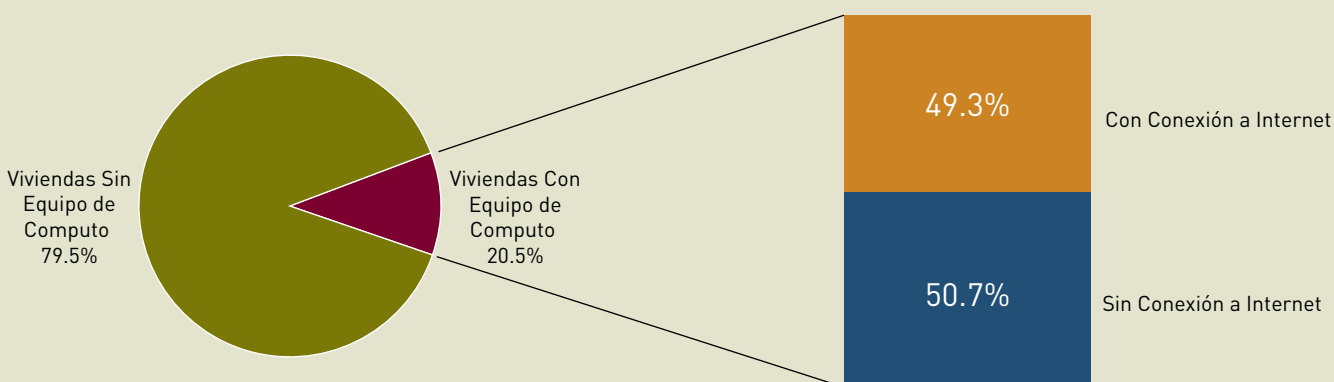 Viviendas Sin
Equipo de
Computo
79.5%
Viviendas Con
Equipo de
Computo
20.5%
49.3%
Con Conexión a Internet
50.7%
Sin Conexión a Internet